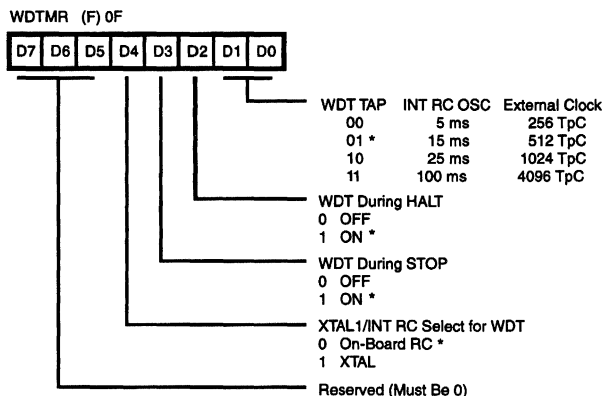 WDTMR (F) 0F
D7 D6 D5 D4 D3 D2 D1 D0
WDT TAP INT RC OSC External Clock
00 5 ms 256 TpC
01 * 15 ms 512 TpC
10 25 ms 1024 TpC
11 100 ms 4096 TpC
WDT During HALT
0 OFF
1 ON *
WDT During STOP
0 OFF
1 ON *
XTAL1/INT RC Select for WDT
0 On-Board RC *
1 XTAL
Reserved (Must Be 0)